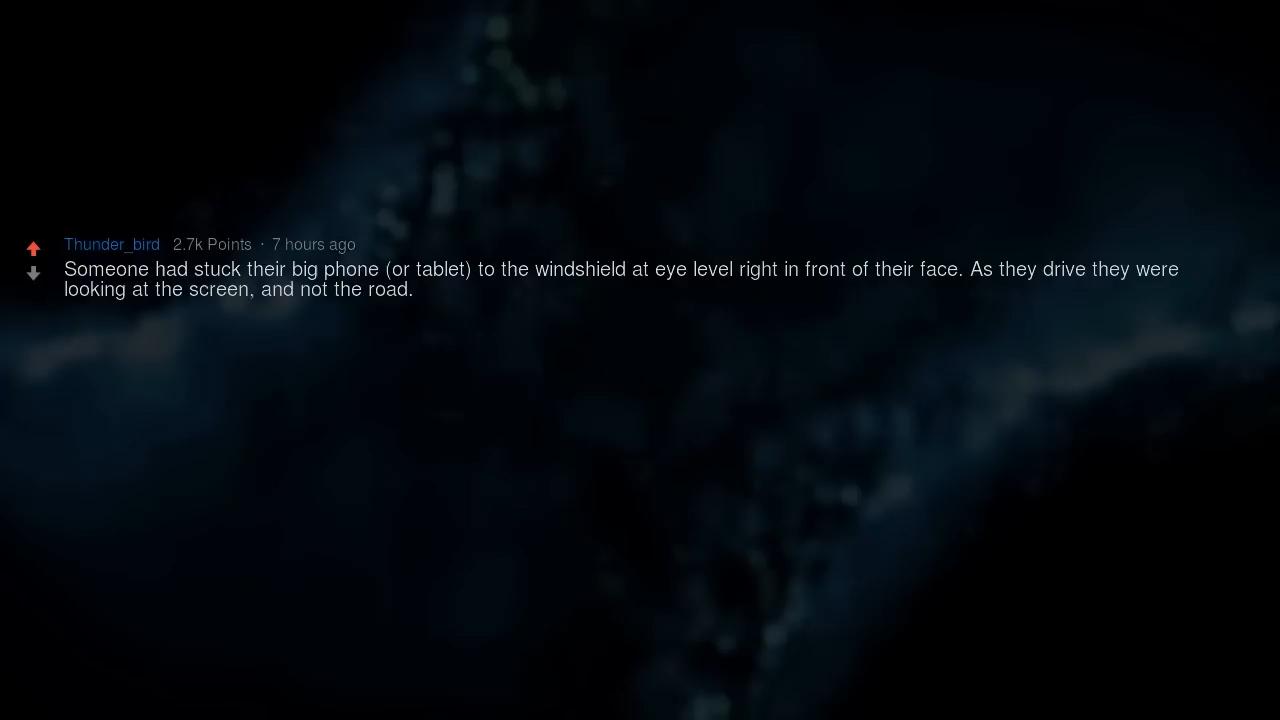 Thunder_bird 2.7k Points · 7 hours ago
Someone had stuck their big phone (or tablet) to the windshield at eye level right in front of their face. As they drive they were
looking at the screen, and not the road.